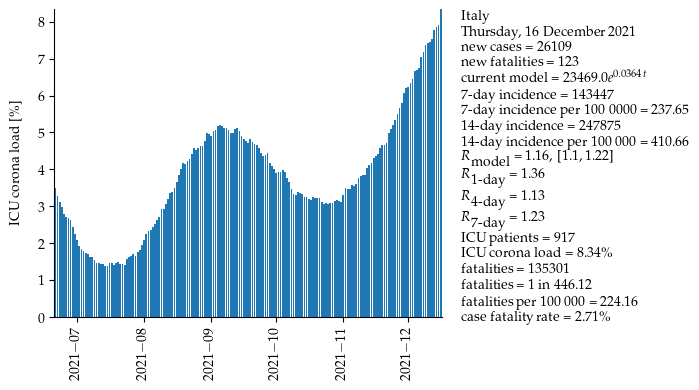 8
7
6
5
4
3
2
1
0
ICU corona load [%]
2021−07
2021−08
2021−09
2021−10
2021−11
2021−12
Italy
Thursday, 16 December 2021
new cases = 26109
new fatalities = 123
current model = 23469.0e^0.0364 t
7-day incidence = 143447
7-day incidence per 100 0000 = 237.65
14-day incidence = 247875
14-day incidence per 100 000 = 410.66
R_model = 1.16, [1.1, 1.22]
R_1-day = 1.36
R_4-day = 1.13
R_7-day = 1.23
ICU patients = 917
ICU corona load = 8.34%
fatalities = 135301
fatalities = 1 in 446.12
fatalities per 100 000 = 224.16
case fatality rate = 2.71%